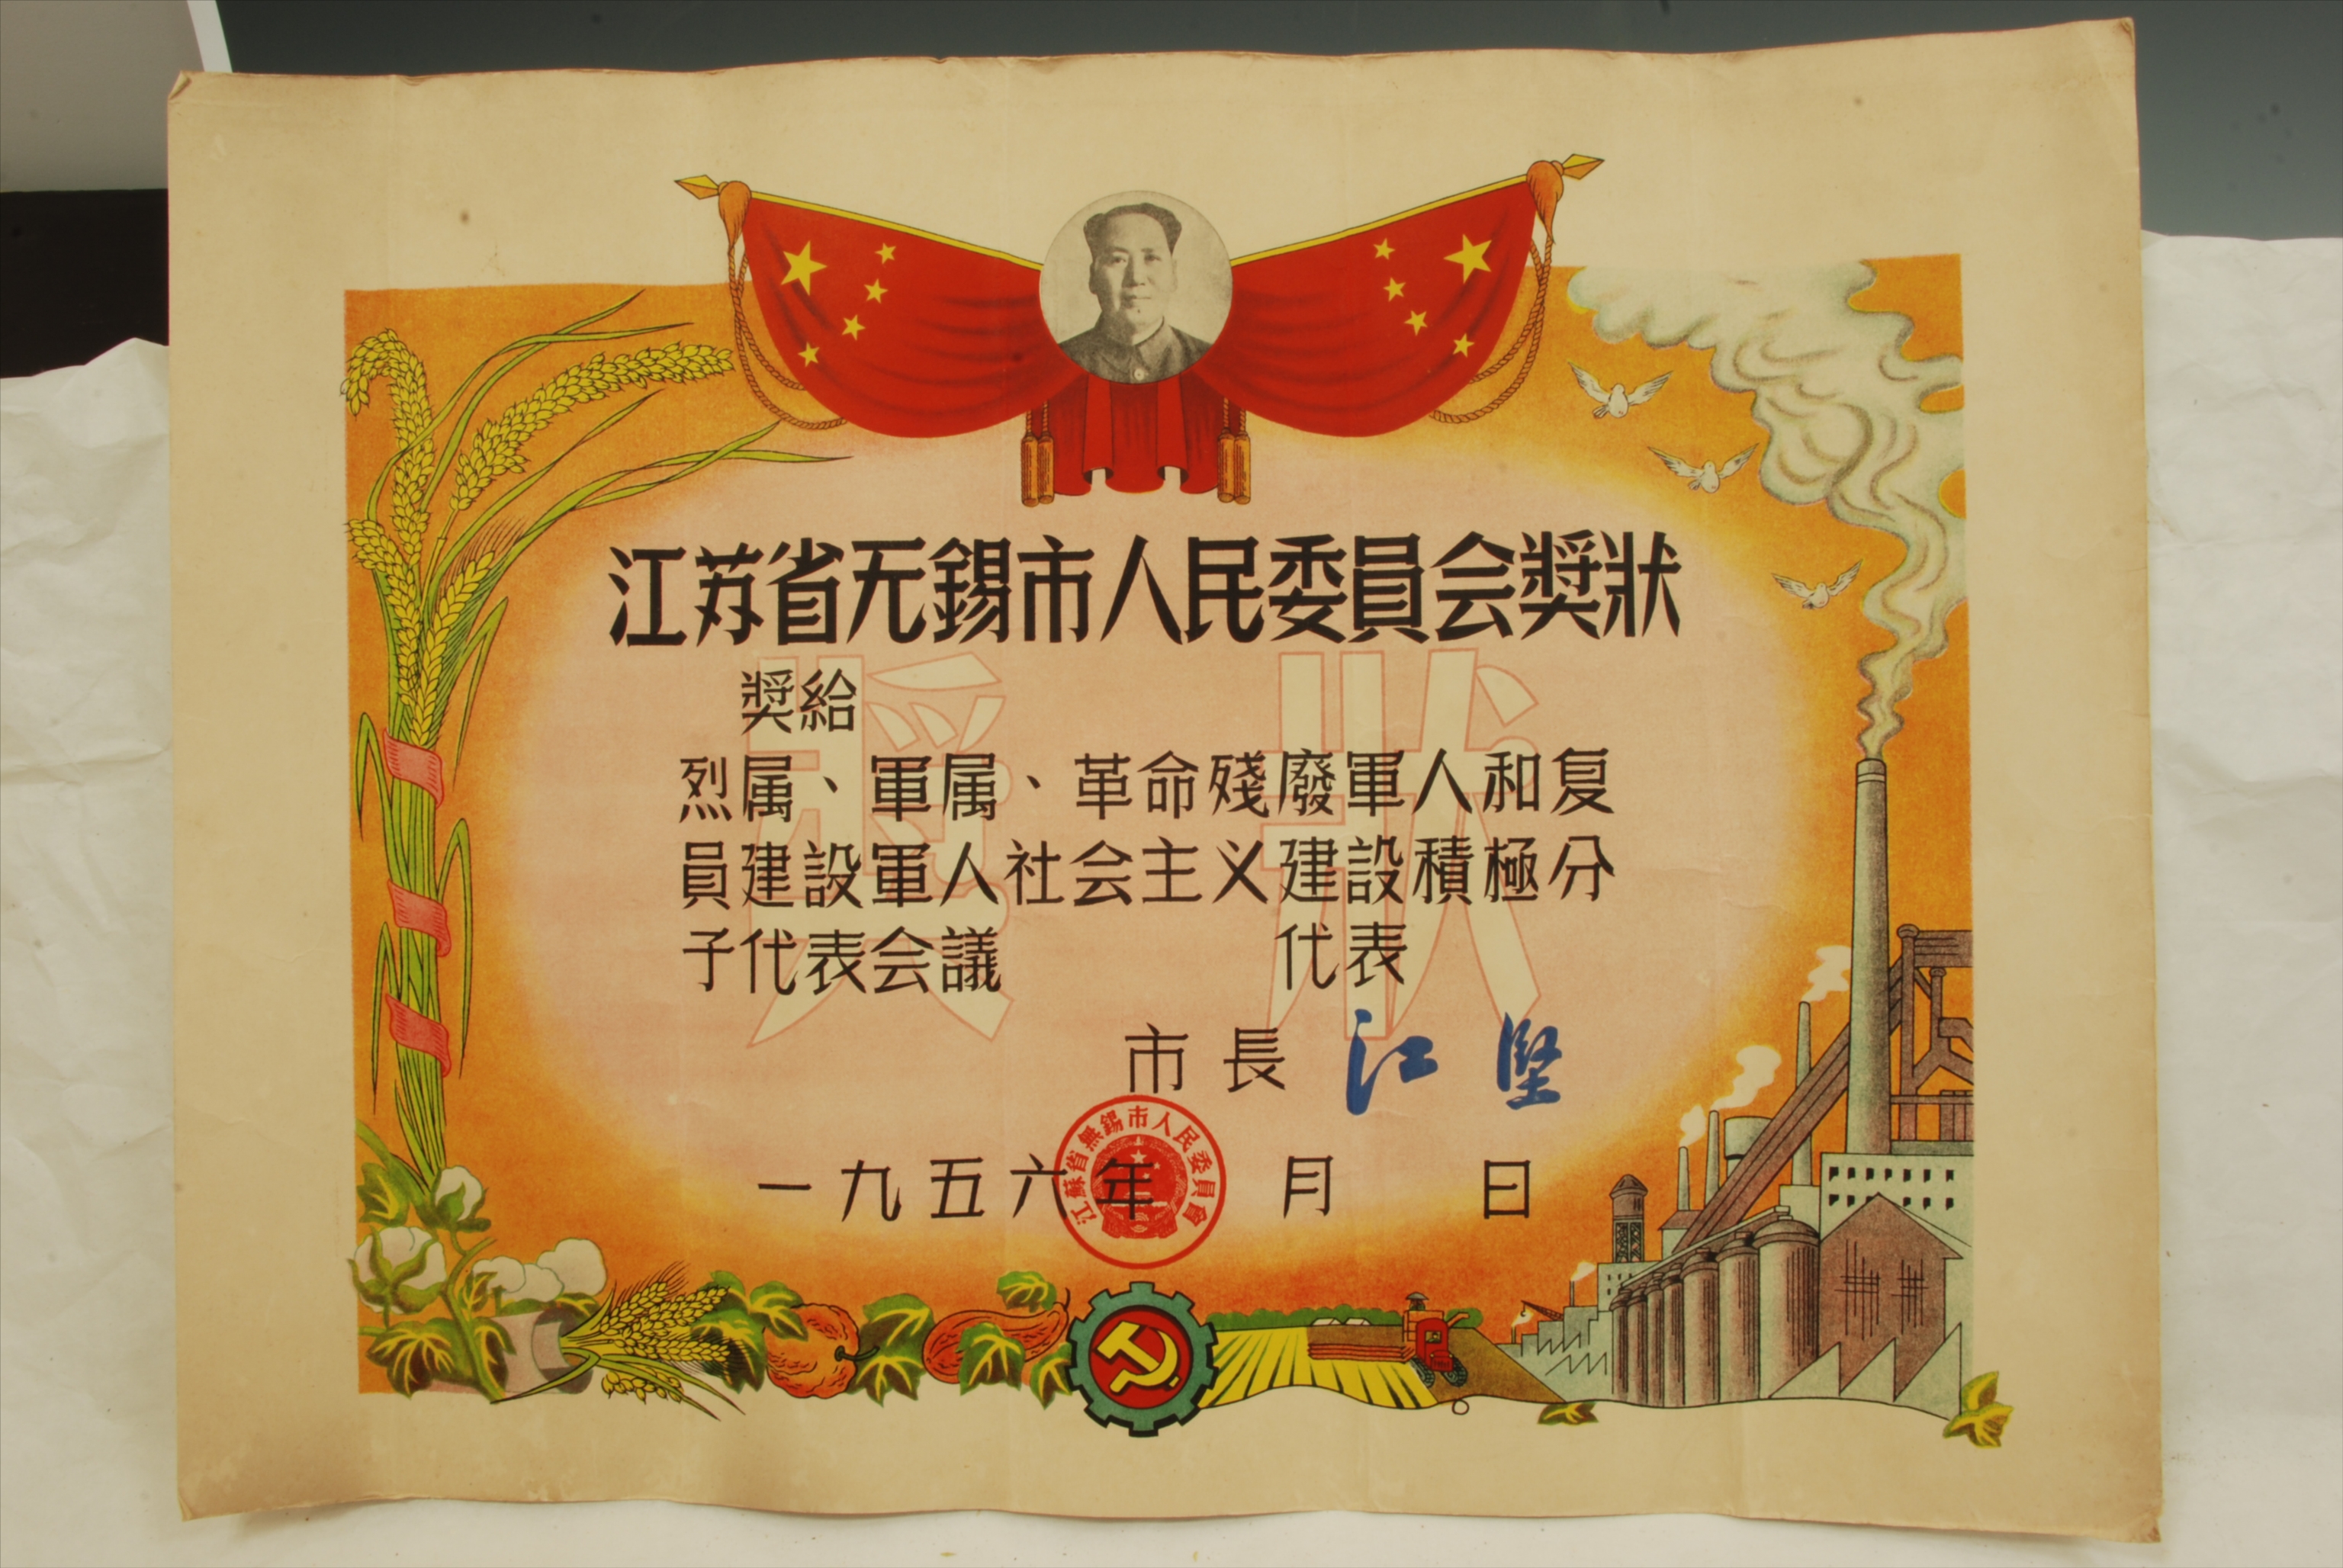 江苏省无錫市人民委員会奬狀
奬狀
奬給
烈属、軍属、革命殘廢軍人和复
員建設軍人社会主义建設積極分
子代表会議 代表
市長 江堅
江蘇省無錫市人民委員會
一九五六年 月 日